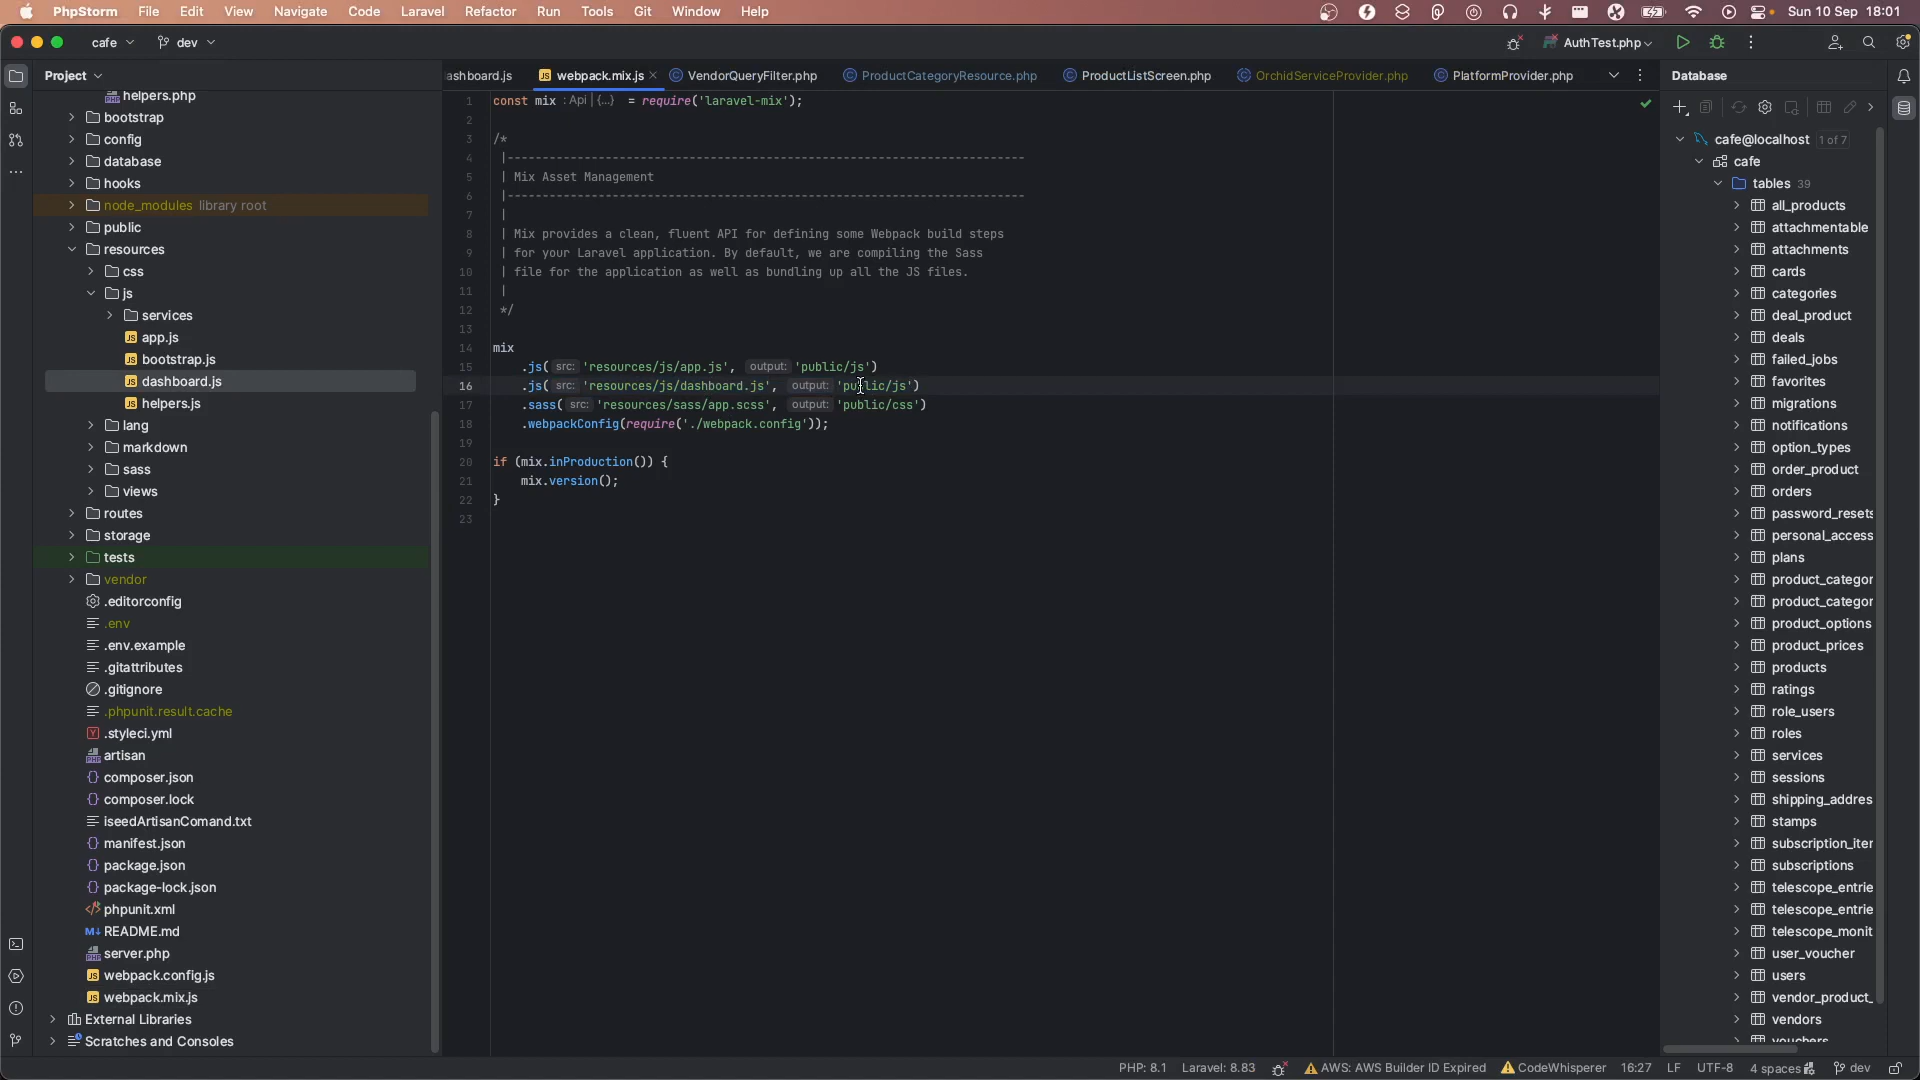 PhpStorm File Edit View Navigate Code Laravel Refactor Run Tools Git Window Help Sun 10 Sep 18:01
cafe dev AuthTest.php
Project
helpers.php
bootstrap
config
database
hooks
node_modules library root
public
resources
css
js
services
app.js
bootstrap.js
dashboard.js
helpers.js
lang
markdown
sass
views
routes
storage
tests
vendor
.editorconfig
.env
.env.example
.gitattributes
.gitignore
.phpunit.result.cache
.styleci.yml
artisan
composer.json
composer.lock
iseedArtisanComand.txt
manifest.json
package.json
package-lock.json
phpunit.xml
README.md
server.php
webpack.config.js
webpack.mix.js
External Libraries
Scratches and Consoles
ashboard.js webpack.mix.js VendorQueryFilter.php ProductCategoryResource.php ProductListScreen.php OrchidServiceProvider.php PlatformProvider.php
1 const mix : Api | {...} = require('laravel-mix');
2
3 /*
4 |--------------------------------------------------------------------------
5 | Mix Asset Management
6 |--------------------------------------------------------------------------
7 |
8 | Mix provides a clean, fluent API for defining some Webpack build steps
9 | for your Laravel application. By default, we are compiling the Sass
10 | file for the application as well as bundling up all the JS files.
11 |
12 */
13
14 mix
15 .js( src: 'resources/js/app.js', output: 'public/js')
16 .js( src: 'resources/js/dashboard.js', output: 'public/js')
17 .sass( src: 'resources/sass/app.scss', output: 'public/css')
18 .webpackConfig(require('./webpack.config'));
19
20 if (mix.inProduction()) {
21 mix.version();
22 }
23
Database
cafe@localhost 1 of 7
cafe
tables 39
all_products
attachmentable
attachments
cards
categories
deal_product
deals
failed_jobs
favorites
migrations
notifications
option_types
order_product
orders
password_resets
personal_access
plans
product_categor
product_categor
product_options
product_prices
products
ratings
role_users
roles
services
sessions
shipping_addres
stamps
subscription_iter
subscriptions
telescope_entrie
telescope_entrie
telescope_monit
user_voucher
users
vendor_product_
vendors
vouchers
PHP: 8.1 Laravel: 8.83 AWS: AWS Builder ID Expired CodeWhisperer 16:27 LF UTF-8 4 spaces dev